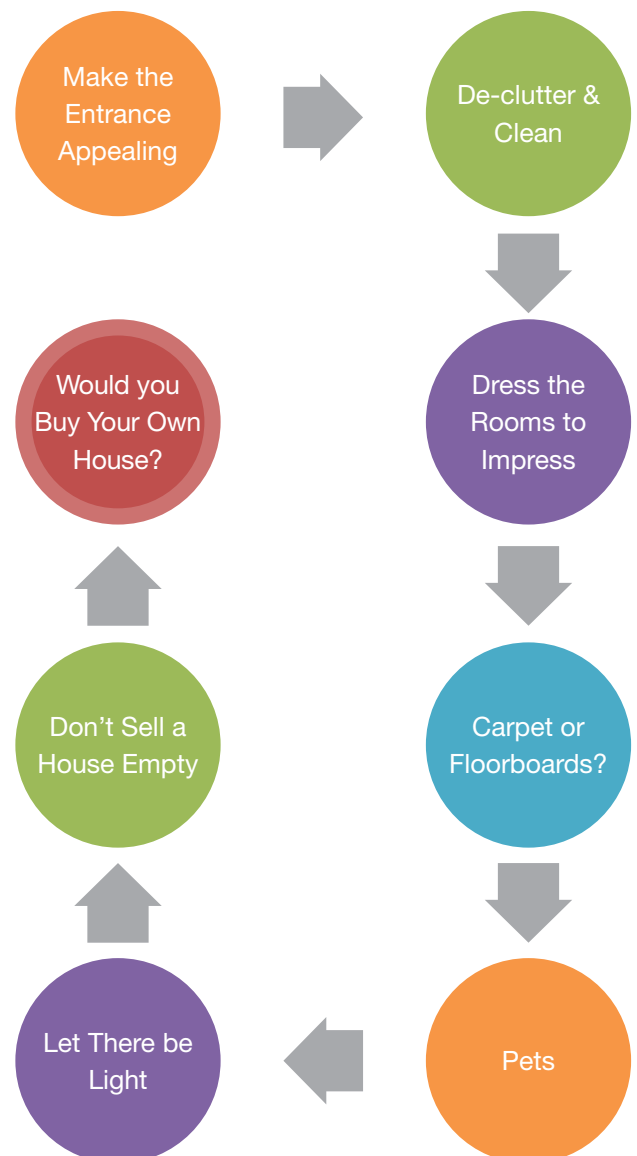 Make the
Entrance
Appealing
De-clutter &
Clean
Dress the
Rooms to
Impress
Carpet or
Floorboards?
Pets
Let There be
Light
Don’t Sell a
House Empty
Would you
Buy Your Own
House?